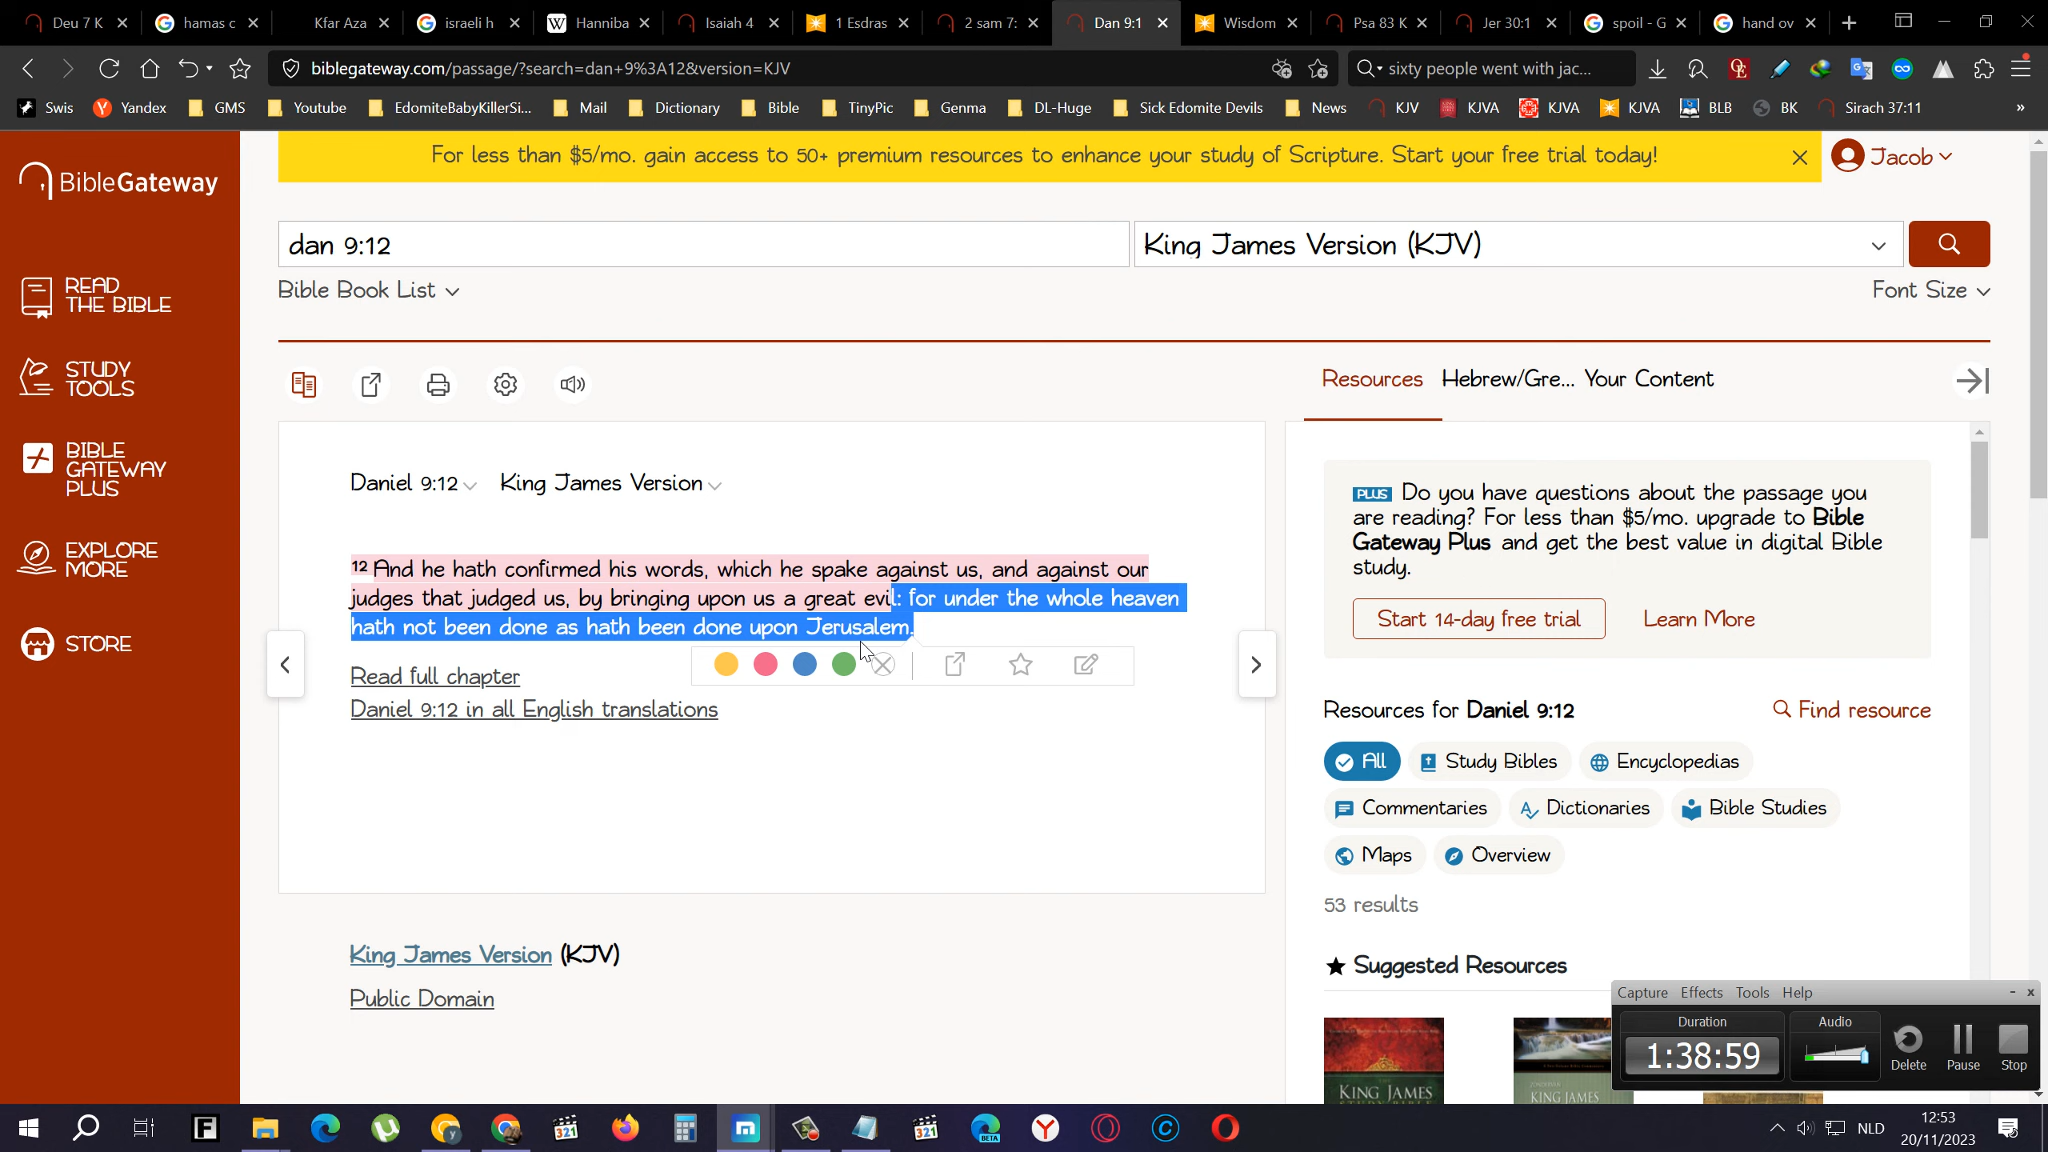 Deu 7 K
hamas c
Kfar Aza
israeli h
Hanniba
Isaiah 4
1 Esdras
2 sam 7:
Dan 9:1
Wisdom
Psa 83 K
Jer 30:1
spoil - G
hand ov
biblegateway.com/passage/?search=dan+9%3A12&version=KJV
sixty people went with jac...
Swis
Yandex
GMS
Youtube
EdomiteBabyKillerSi...
Mail
Dictionary
Bible
TinyPic
Genma
DL-Huge
Sick Edomite Devils
News
KJV
KJVA
KJVA
KJVA
BLB
BK
Sirach 37:11
»
For less than $5/mo. gain access to 50+ premium resources to enhance your study of Scripture. Start your free trial today!
Jacob
BibleGateway
READ
THE BIBLE
STUDY
TOOLS
BIBLE
GATEWAY
PLUS
EXPLORE
MORE
STORE
dan 9:12
King James Version (KJV)
Bible Book List
Font Size
Resources
Hebrew/Gre...
Your Content
Daniel 9:12
King James Version
12 And he hath confirmed his words, which he spake against us, and against our
judges that judged us, by bringing upon us a great evil: for under the whole heaven
hath not been done as hath been done upon Jerusalem.
Read full chapter
Daniel 9:12 in all English translations
King James Version (KJV)
Public Domain
PLUS Do you have questions about the passage you
are reading? For less than $5/mo. upgrade to Bible
Gateway Plus and get the best value in digital Bible
study.
Start 14-day free trial
Learn More
Resources for Daniel 9:12
Find resource
All
Study Bibles
Encyclopedias
Commentaries
Dictionaries
Bible Studies
Maps
Overview
53 results
Suggested Resources
KING JAMES
KING JAMES
Capture
Effects
Tools
Help
Duration
Audio
1:38:59
Delete
Pause
Stop
NLD
12:53
20/11/2023